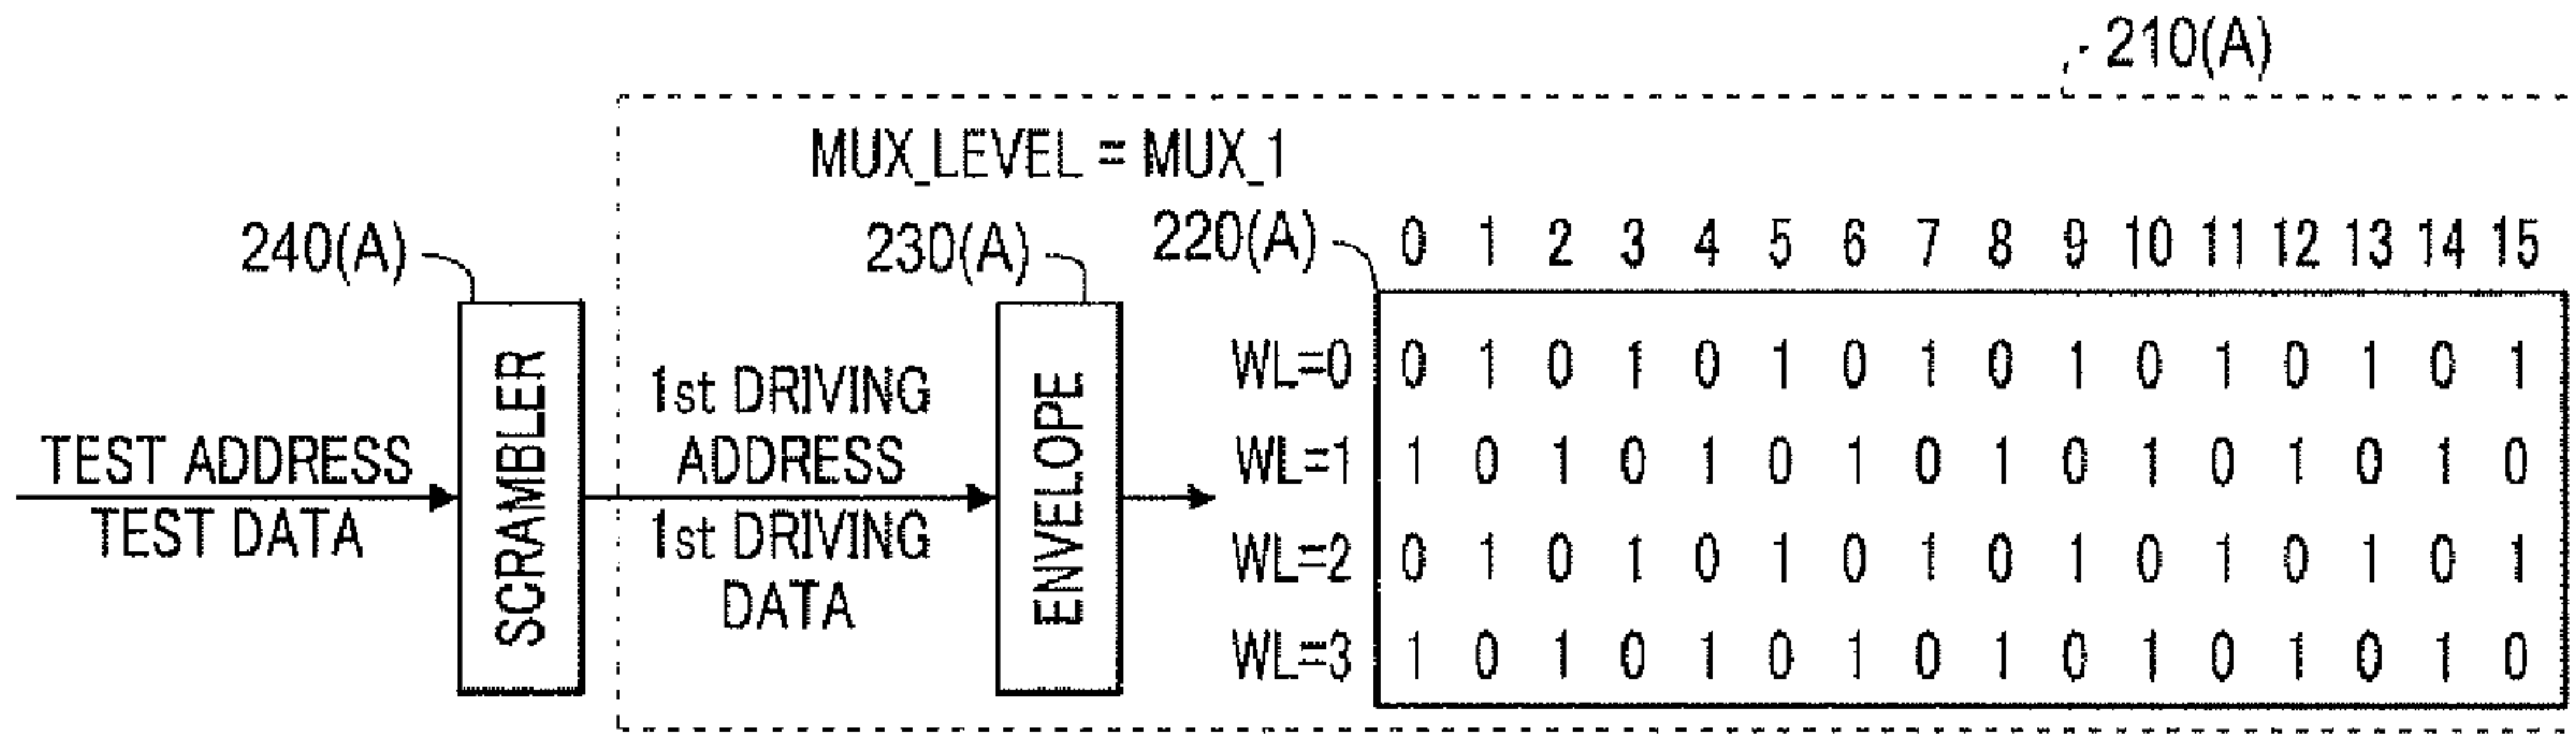 210(A)
MUX_LEVEL = MUX_1
240(A)
230(A)
220(A)
0 1 2 3 4 5 6 7 8 9 10 11 12 13 14 15
SCRAMBLER
ENVELOPE
TEST ADDRESS
TEST DATA
1st DRIVING
ADDRESS
1st DRIVING
DATA
WL=0 0 1 0 1 0 1 0 1 0 1 0 1 0 1 0 1
WL=1 1 0 1 0 1 0 1 0 1 0 1 0 1 0 1 0
WL=2 0 1 0 1 0 1 0 1 0 1 0 1 0 1 0 1
WL=3 1 0 1 0 1 0 1 0 1 0 1 0 1 0 1 0